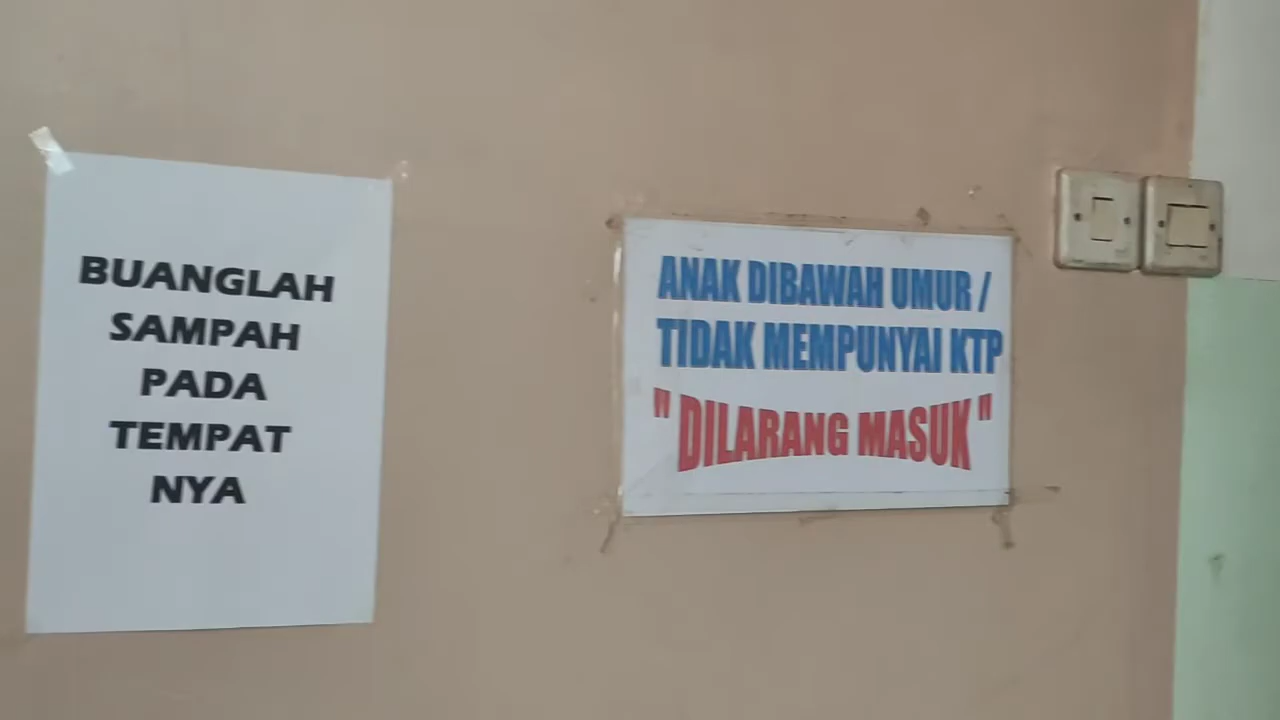 BUANGLAH
SAMPAH
PADA
TEMPAT
NYA
ANAK DIBAWAH UMUR /
TIDAK MEMPUNYAI KTP
" DILARANG MASUK "